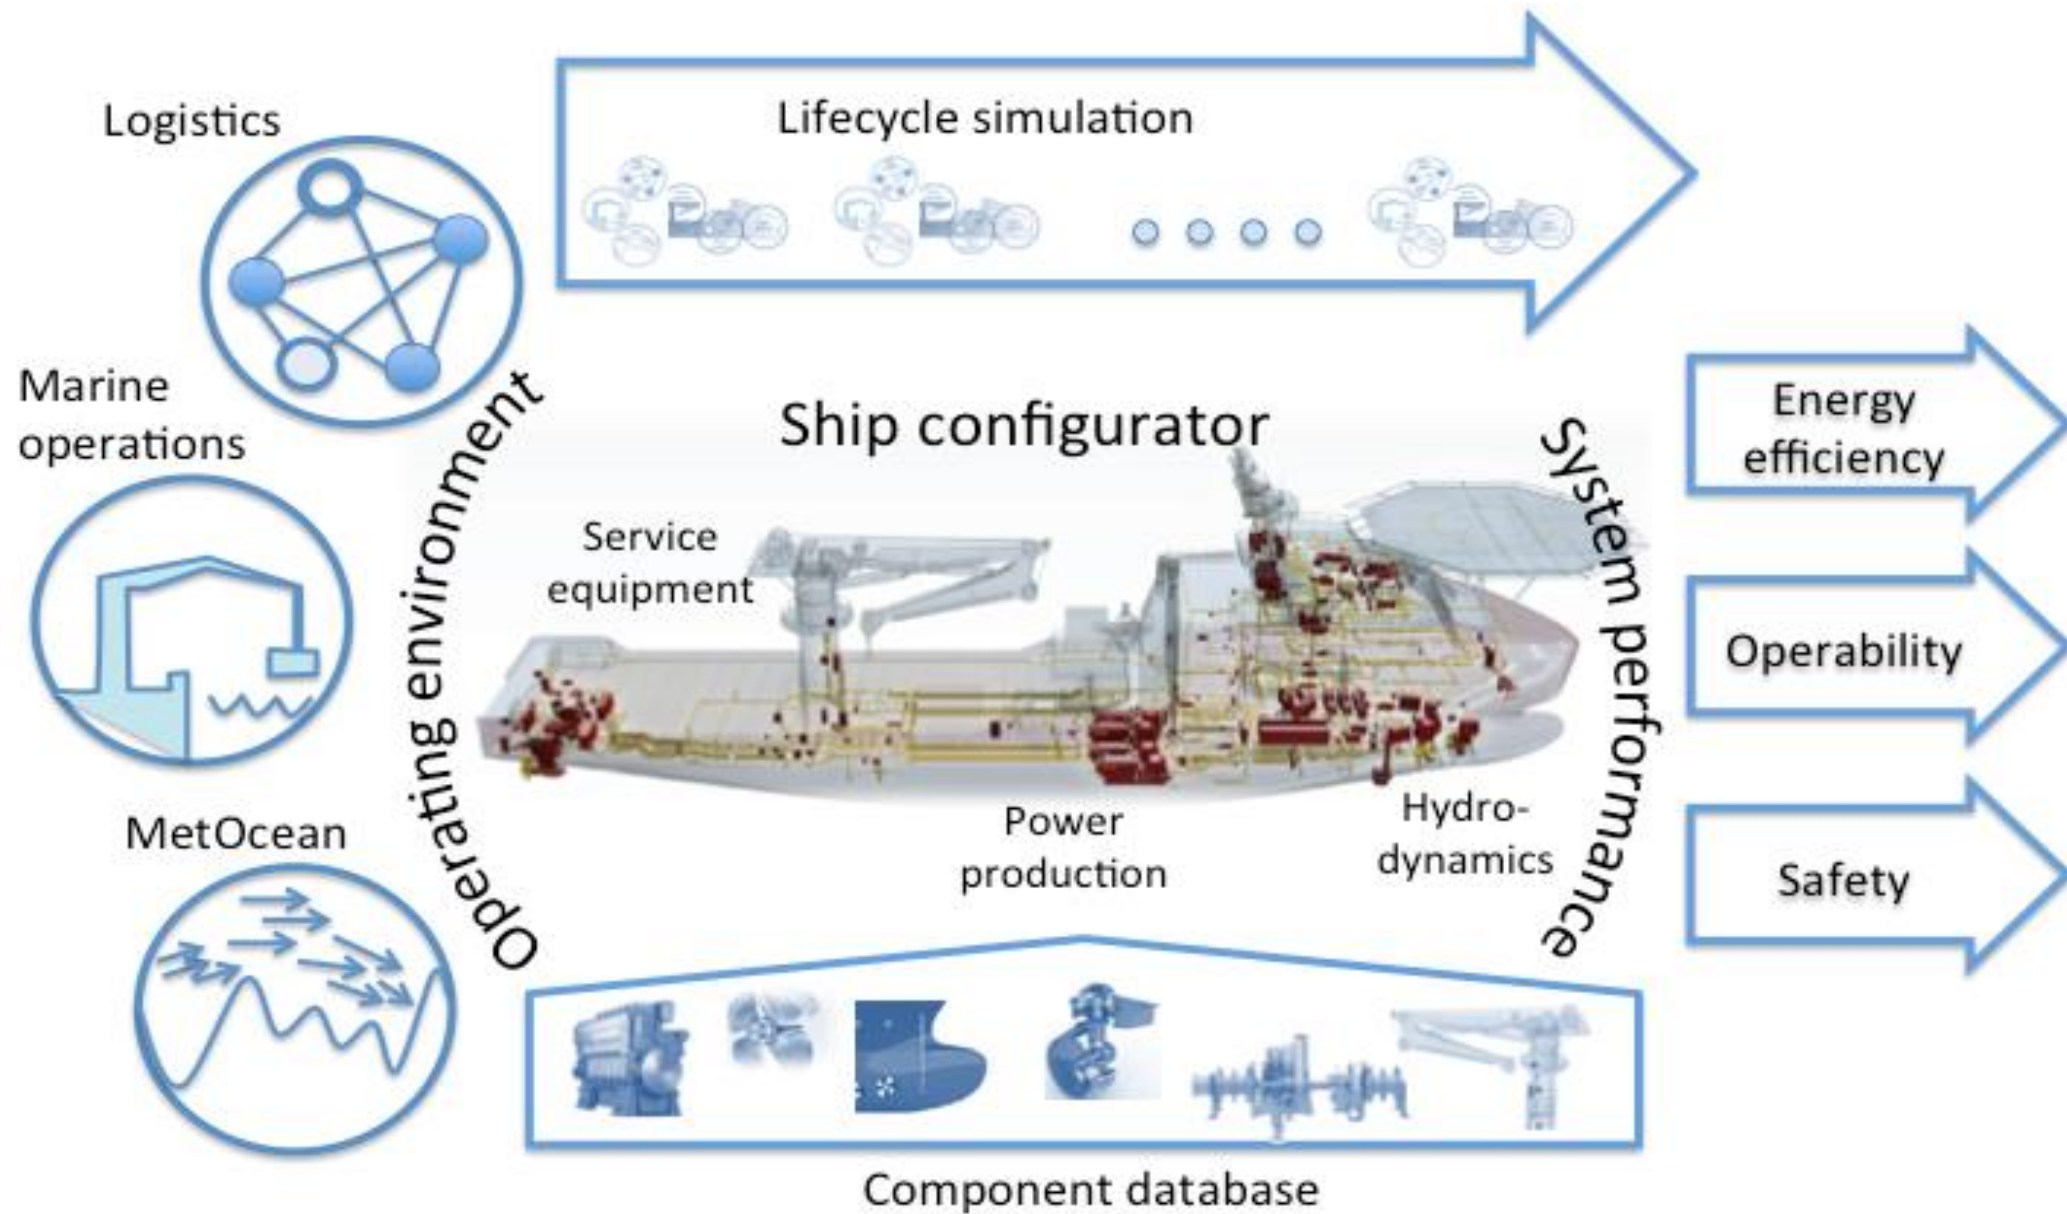 Logistics
Lifecycle simulation
Marine
operations
Ship configurator
Energy
efficiency
Operating environment
Service
equipment
System performance
Operability
MetOcean
Power
production
Hydro-
dynamics
Safety
Component database